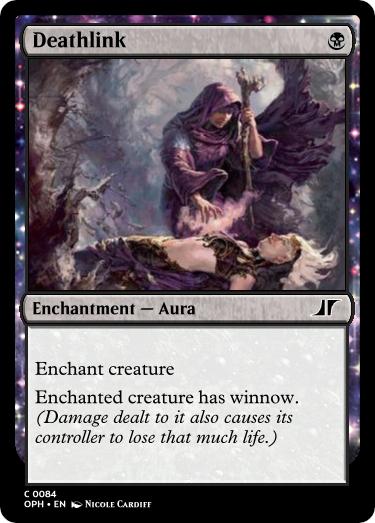 Deathlink
Enchantment — Aura
Enchant creature
Enchanted creature has winnow.
(Damage dealt to it also causes its
controller to lose that much life.)
C 0084
OPH • EN Nicole Cardiff